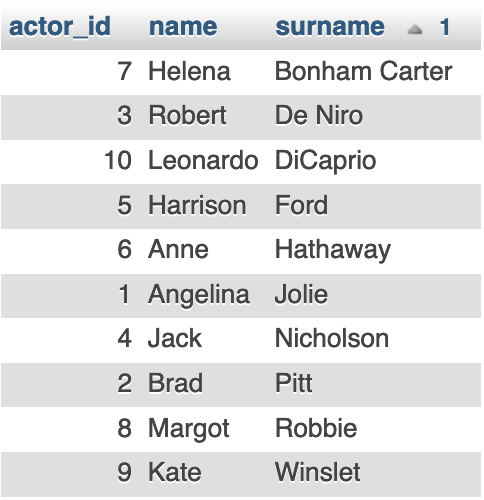 actor_id name surname 1
7 Helena Bonham Carter
3 Robert De Niro
10 Leonardo DiCaprio
5 Harrison Ford
6 Anne Hathaway
1 Angelina Jolie
4 Jack Nicholson
2 Brad Pitt
8 Margot Robbie
9 Kate Winslet